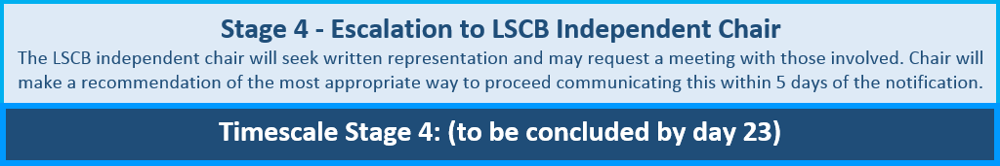 Stage 4 - Escalation to LSCB Independent Chair
The LSCB independent chair will seek written representation and may request a meeting with those involved. Chair will
make a recommendation of the most appropriate way to proceed communicating this within 5 days of the notification.
Timescale Stage 4: (to be concluded by day 23)